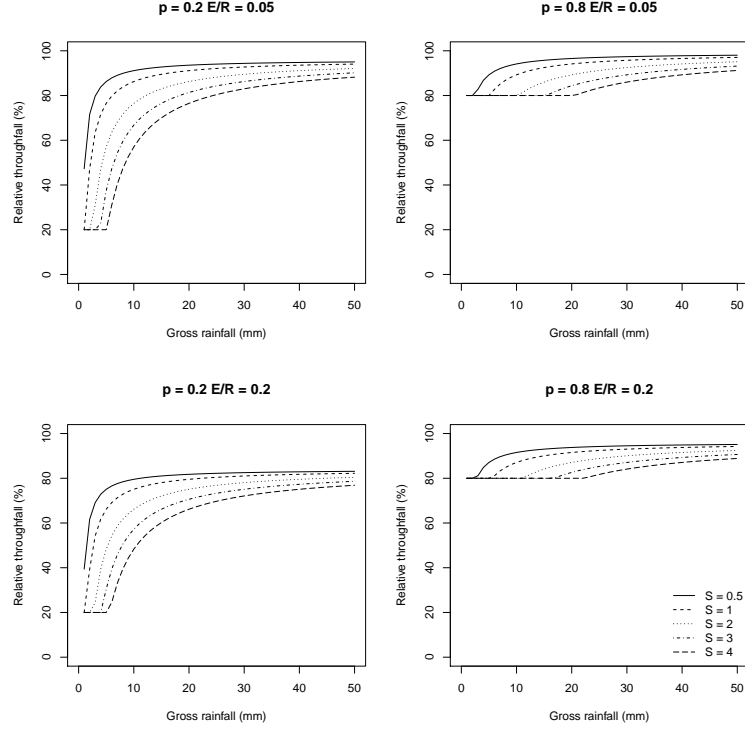 p = 0.2 E/R = 0.05
Relative throughfall (%)
0
20
40
60
80
100
0 10 20 30 40 50
Gross rainfall (mm)
p = 0.8 E/R = 0.05
Relative throughfall (%)
0
20
40
60
80
100
0 10 20 30 40 50
Gross rainfall (mm)
p = 0.2 E/R = 0.2
Relative throughfall (%)
0
20
40
60
80
100
0 10 20 30 40 50
Gross rainfall (mm)
p = 0.8 E/R = 0.2
Relative throughfall (%)
0
20
40
60
80
100
0 10 20 30 40 50
Gross rainfall (mm)
S = 0.5
S = 1
S = 2
S = 3
S = 4